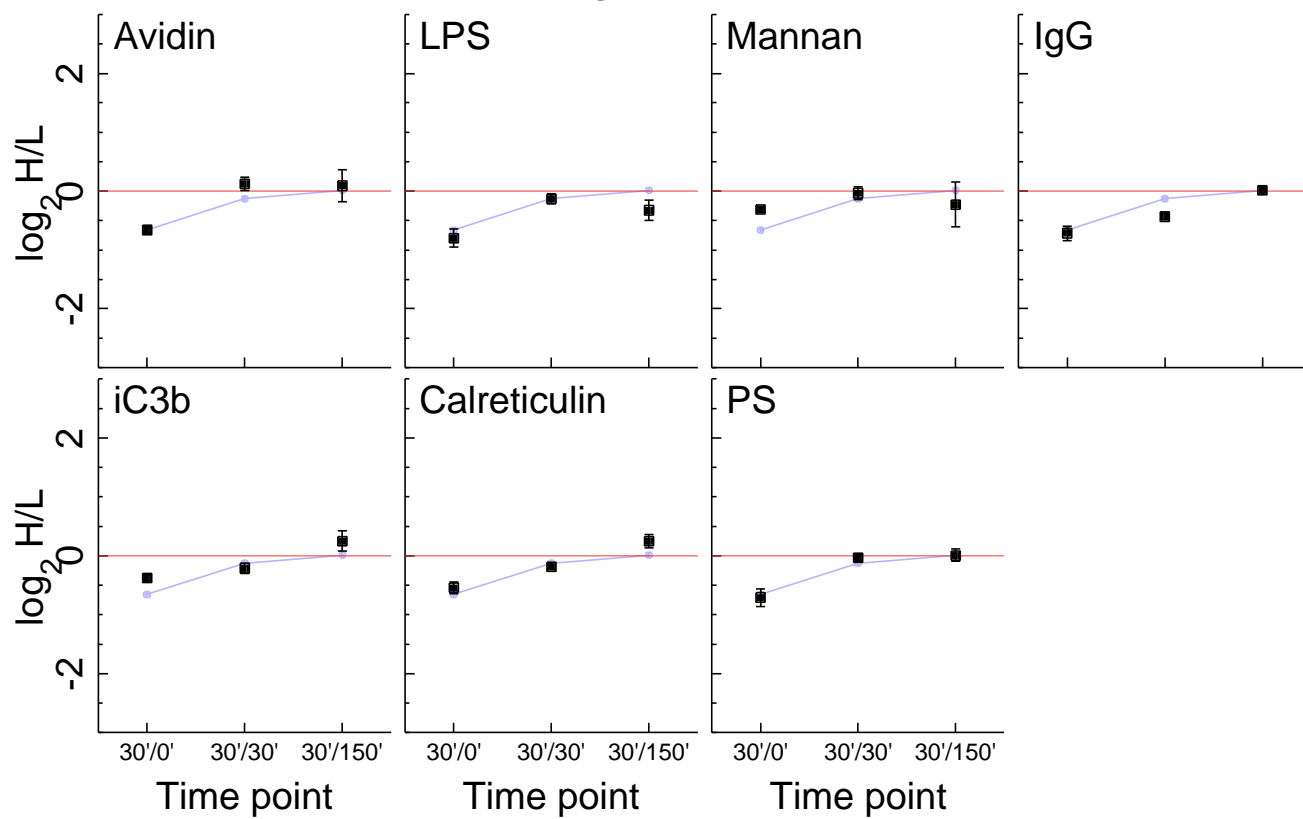 Avidin
LPS
Mannan
IgG
2
0
-2
log2 H/L
iC3b
Calreticulin
PS
2
0
-2
log2 H/L
30'/0' 30'/30' 30'/150'
30'/0' 30'/30' 30'/150'
30'/0' 30'/30' 30'/150'
Time point
Time point
Time point